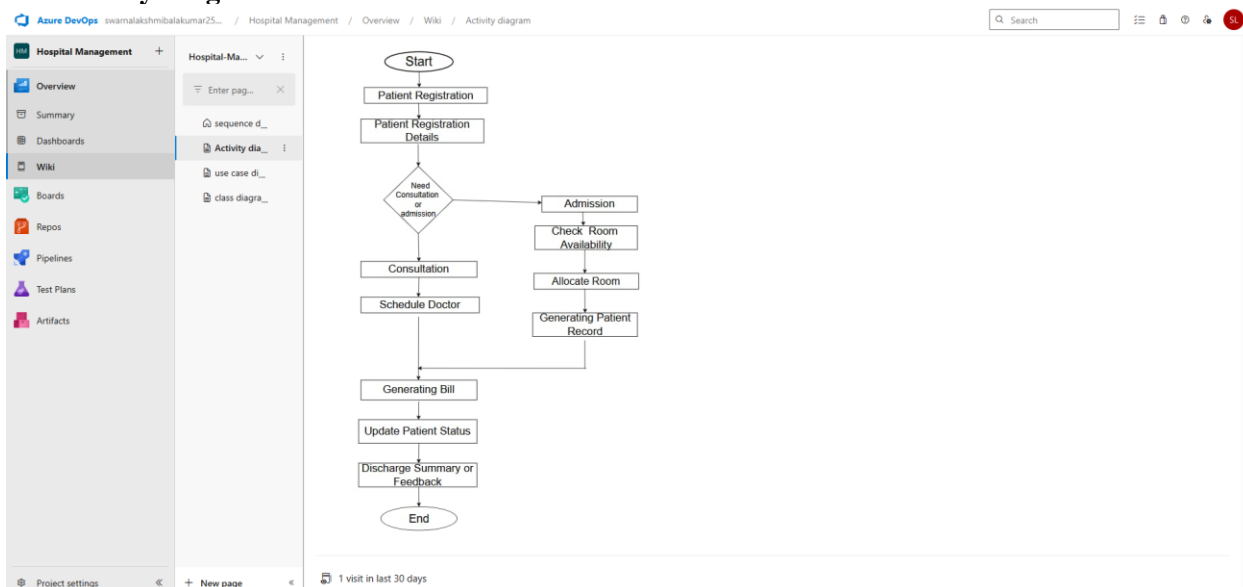 Azure DevOps swarnalakshmibalakumar25... / Hospital Management / Overview / Wiki / Activity diagram
Search
SL
HM Hospital Management +
Overview
Summary
Dashboards
Wiki
Boards
Repos
Pipelines
Test Plans
Artifacts
Project settings
Hospital-Ma...
Enter pag...
sequence d_
Activity dia_
use case di_
class diagra_
+ New page
Start
Patient Registration
Patient Registration
Details
Need
Consultation
or
admission
Admission
Check Room
Availability
Allocate Room
Generating Patient
Record
Consultation
Schedule Doctor
Generating Bill
Update Patient Status
Discharge Summary or
Feedback
End
1 visit in last 30 days